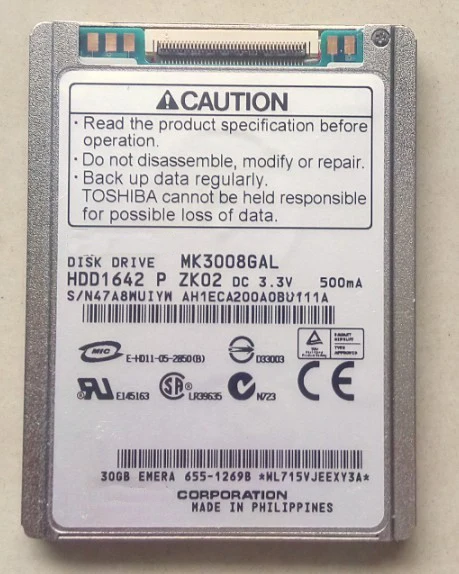 ⚠CAUTION
· Read the product specification before
operation.
· Do not disassemble, modify or repair.
· Back up data regularly.
TOSHIBA cannot be held responsible
for possible loss of data.
DISK DRIVE MK3008GAL
HDD1642 P ZK02 DC 3.3V 500mA
S/N47A8WUIYW AH1ECA200A0BU111A
MIC E-HD11-05-2850(B) D33003
E145163 LR39635 N723 CE
30GB EMERA 655-1269B *WL715VJEEXY3A*
CORPORATION
MADE IN PHILIPPINES